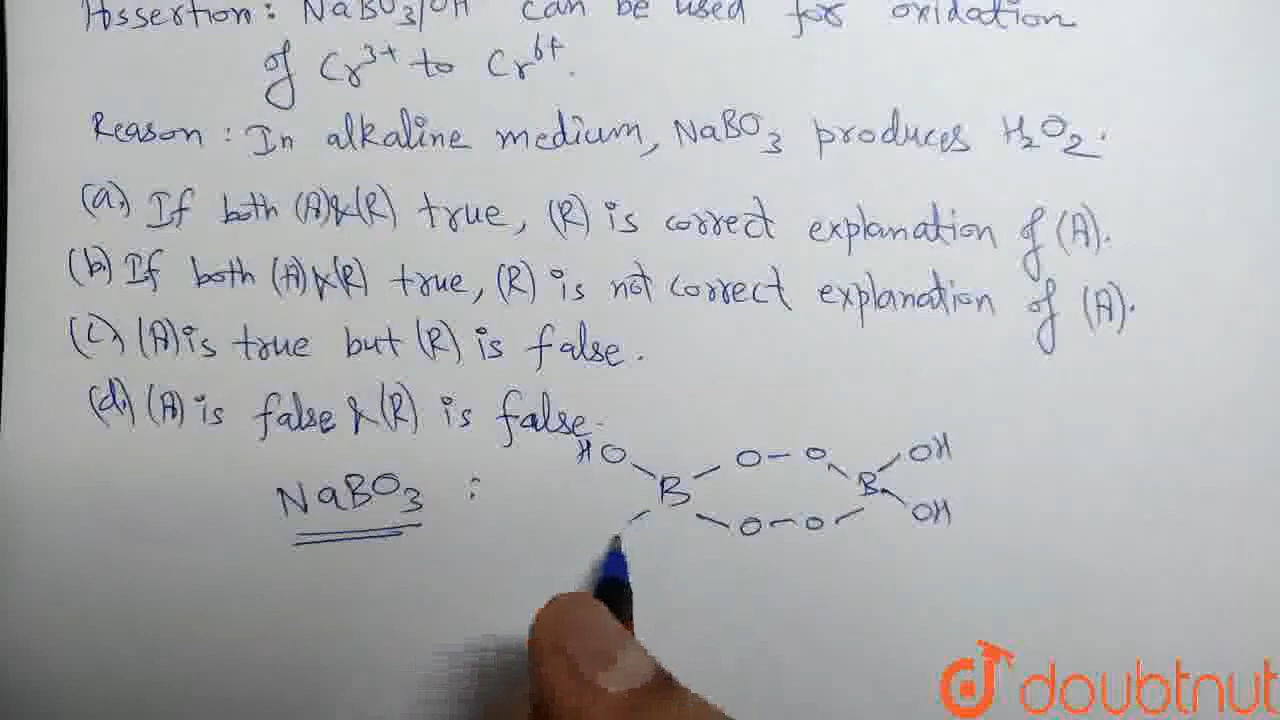 Assertion: NaBO3/OH can be used for oxidation
of Cr3+ to Cr6+.
Reason: In alkaline medium, NaBO3 produces H2O2.
(a) If both (A)&(R) true, (R) is correct explanation of (A).
(b) If both (A)&(R) true, (R) is not correct explanation of (A).
(c) (A) is true but (R) is false.
(d) (A) is false &(R) is false.
NaBO3 :
HO B O-O B OH
O-O OH
doubtnut